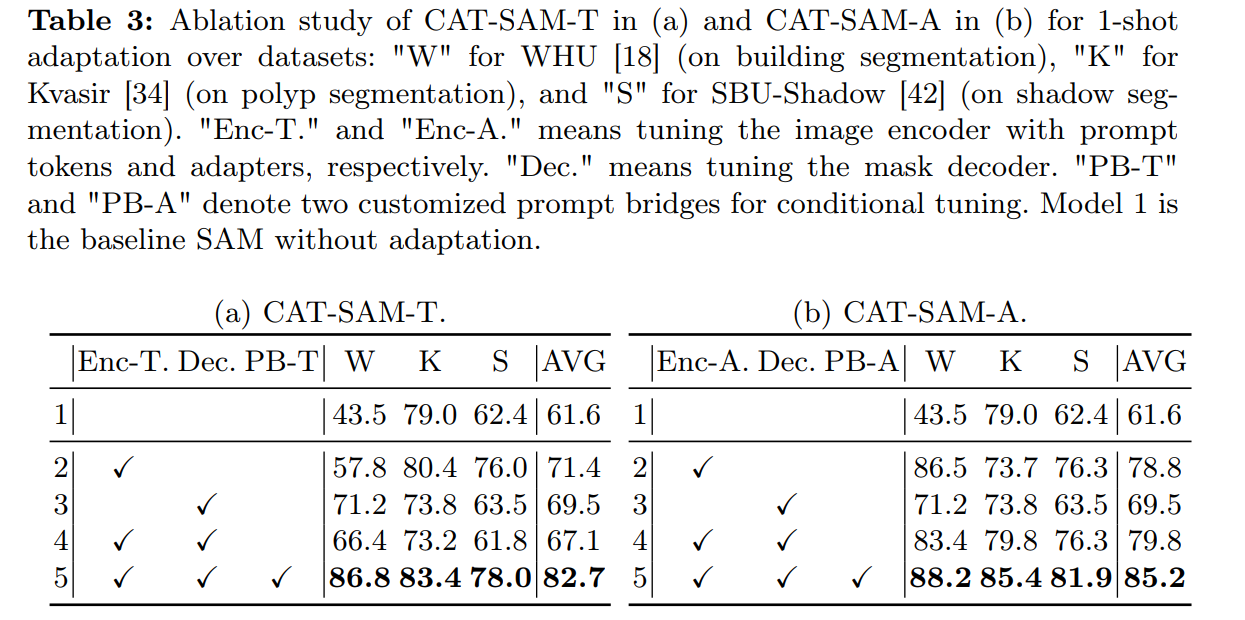 Table 3: Ablation study of CAT-SAM-T in (a) and CAT-SAM-A in (b) for 1-shot
adaptation over datasets: "W" for WHU [18] (on building segmentation), "K" for
Kvasir [34] (on polyp segmentation), and "S" for SBU-Shadow [42] (on shadow seg-
mentation). "Enc-T." and "Enc-A." means tuning the image encoder with prompt
tokens and adapters, respectively. "Dec." means tuning the mask decoder. "PB-T"
and "PB-A" denote two customized prompt bridges for conditional tuning. Model 1 is
the baseline SAM without adaptation.
(a) CAT-SAM-T.
Enc-T. Dec. PB-T W K S AVG
1 43.5 79.0 62.4 61.6
2 ✓ 57.8 80.4 76.0 71.4
3 ✓ 71.2 73.8 63.5 69.5
4 ✓ ✓ 66.4 73.2 61.8 67.1
5 ✓ ✓ ✓ 86.8 83.4 78.0 82.7
(b) CAT-SAM-A.
Enc-A. Dec. PB-A W K S AVG
1 43.5 79.0 62.4 61.6
2 ✓ 86.5 73.7 76.3 78.8
3 ✓ 71.2 73.8 63.5 69.5
4 ✓ ✓ 83.4 79.8 76.3 79.8
5 ✓ ✓ ✓ 88.2 85.4 81.9 85.2